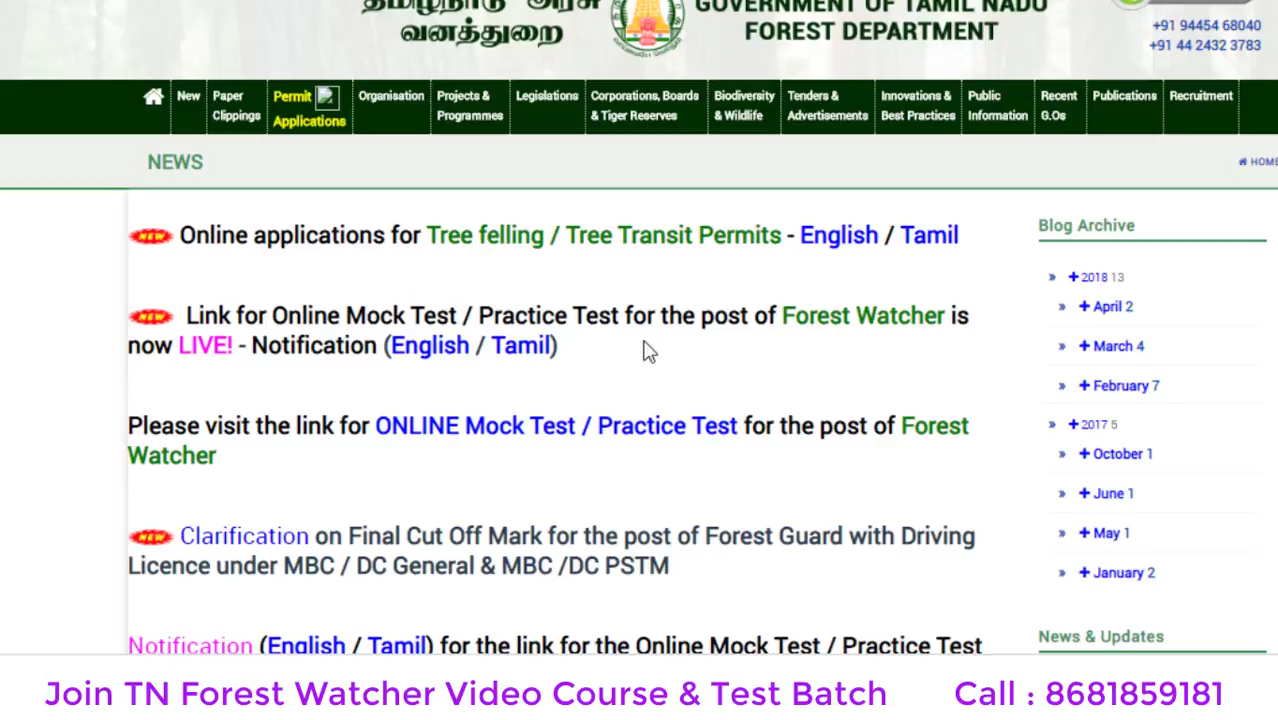 தமிழ்நாடு அரசு
வனத்துறை
GOVERNMENT OF TAMIL NADU
FOREST DEPARTMENT
+91 94454 68040
+91 44 2432 3783
New
Paper Clippings
Permit Applications
Organisation
Projects & Programmes
Legislations
Corporations, Boards & Tiger Reserves
Biodiversity & Wildlife
Tenders & Advertisements
Innovations & Best Practices
Public Information
Recent G.Os
Publications
Recruitment
NEWS
HOME
NEW Online applications for Tree felling / Tree Transit Permits - English / Tamil
NEW Link for Online Mock Test / Practice Test for the post of Forest Watcher is
now LIVE! - Notification (English / Tamil)
Please visit the link for ONLINE Mock Test / Practice Test for the post of Forest
Watcher
NEW Clarification on Final Cut Off Mark for the post of Forest Guard with Driving
Licence under MBC / DC General & MBC /DC PSTM
Notification (English / Tamil) for the link for the Online Mock Test / Practice Test
Blog Archive
» + 2018 13
» + April 2
» + March 4
» + February 7
» + 2017 5
» + October 1
» + June 1
» + May 1
» + January 2
News & Updates
Join TN Forest Watcher Video Course & Test Batch Call : 8681859181